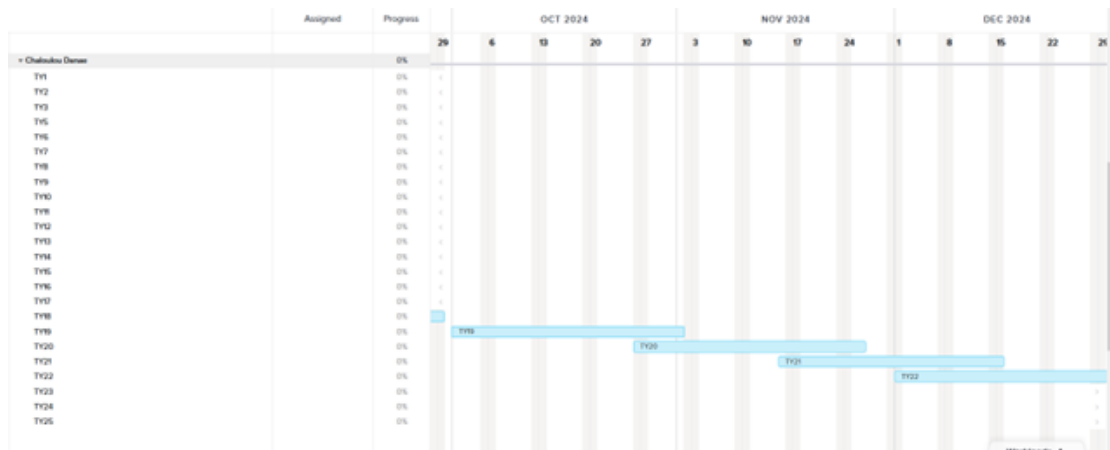 Assigned Progress OCT 2024 NOV 2024 DEC 2024
29 6 13 20 27 3 10 17 24 1 8 15 22 29
Chaloulou Danae 0%
TY1 0%
TY2 0%
TY3 0%
TY5 0%
TY6 0%
TY7 0%
TY8 0%
TY9 0%
TY10 0%
TY11 0%
TY12 0%
TY13 0%
TY14 0%
TY15 0%
TY16 0%
TY17 0%
TY18 0%
TY19 0% TY19
TY20 0% TY20
TY21 0% TY21
TY22 0% TY22
TY23 0%
TY24 0%
TY25 0%